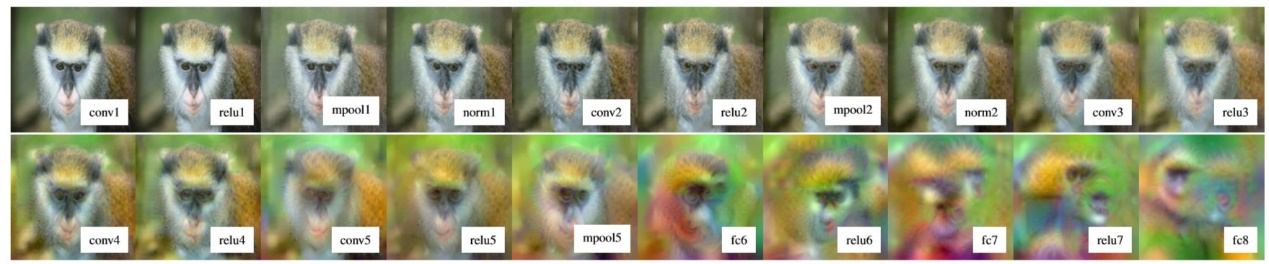 conv1 relu1 mpool1 norm1 conv2 relu2 mpool2 norm2 conv3 relu3
conv4 relu4 conv5 relu5 mpool5 fc6 relu6 fc7 relu7 fc8